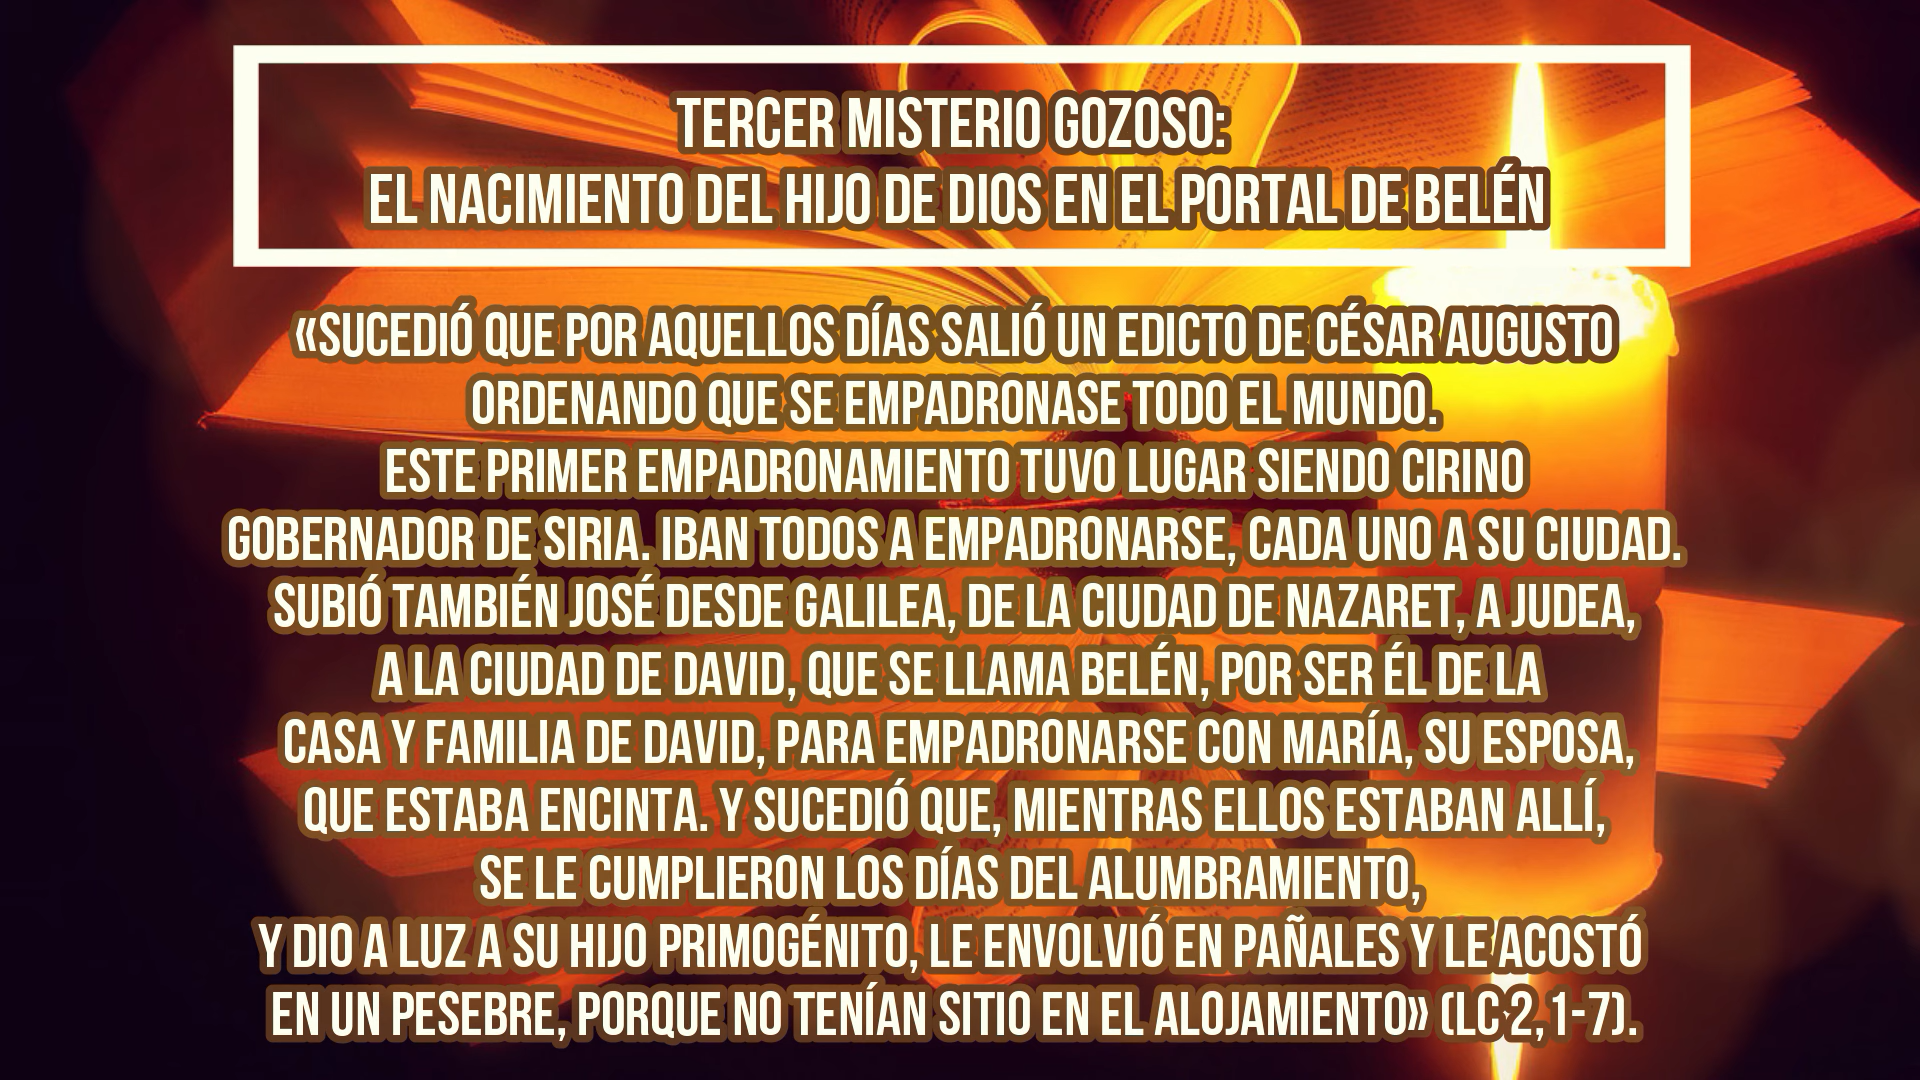 TERCER MISTERIO GOZOSO:
EL NACIMIENTO DEL HIJO DE DIOS EN EL PORTAL DE BELÉN
«SUCEDIÓ QUE POR AQUELLOS DÍAS SALIÓ UN EDICTO DE CÉSAR AUGUSTO
ORDENANDO QUE SE EMPADRONASE TODO EL MUNDO.
ESTE PRIMER EMPADRONAMIENTO TUVO LUGAR SIENDO CIRINO
GOBERNADOR DE SIRIA. IBAN TODOS A EMPADRONARSE, CADA UNO A SU CIUDAD.
SUBIÓ TAMBIÉN JOSÉ DESDE GALILEA, DE LA CIUDAD DE NAZARET, A JUDEA,
A LA CIUDAD DE DAVID, QUE SE LLAMA BELÉN, POR SER ÉL DE LA
CASA Y FAMILIA DE DAVID, PARA EMPADRONARSE CON MARÍA, SU ESPOSA,
QUE ESTABA ENCINTA. Y SUCEDIÓ QUE, MIENTRAS ELLOS ESTABAN ALLÍ,
SE LE CUMPLIERON LOS DÍAS DEL ALUMBRAMIENTO,
Y DIO A LUZ A SU HIJO PRIMOGÉNITO, LE ENVOLVIÓ EN PAÑALES Y LE ACOSTÓ
EN UN PESEBRE, PORQUE NO TENÍAN SITIO EN EL ALOJAMIENTO» (LC 2,1-7).